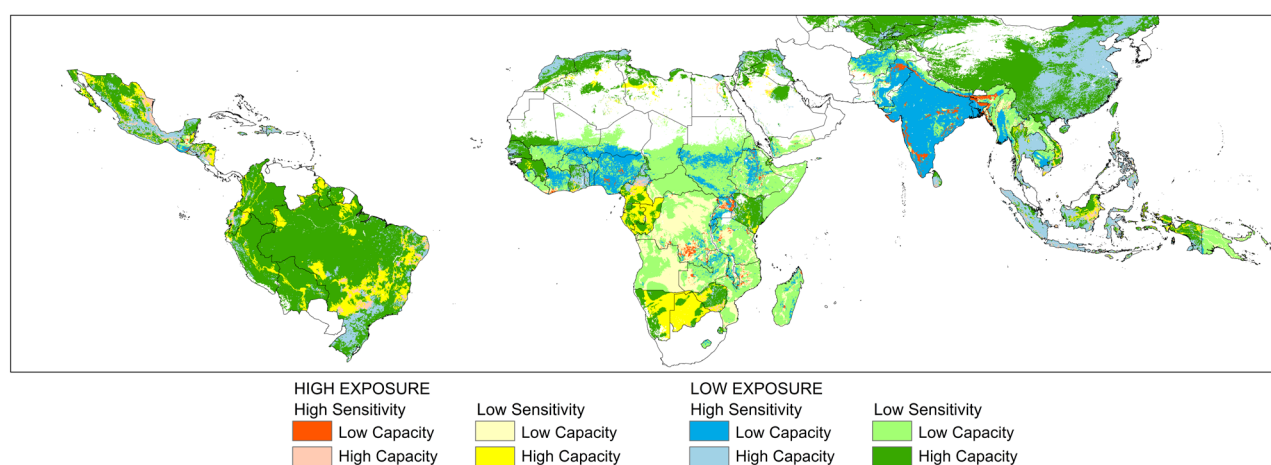 HIGH EXPOSURE LOW EXPOSURE
High Sensitivity Low Sensitivity High Sensitivity Low Sensitivity
Low Capacity Low Capacity Low Capacity Low Capacity
High Capacity High Capacity High Capacity High Capacity